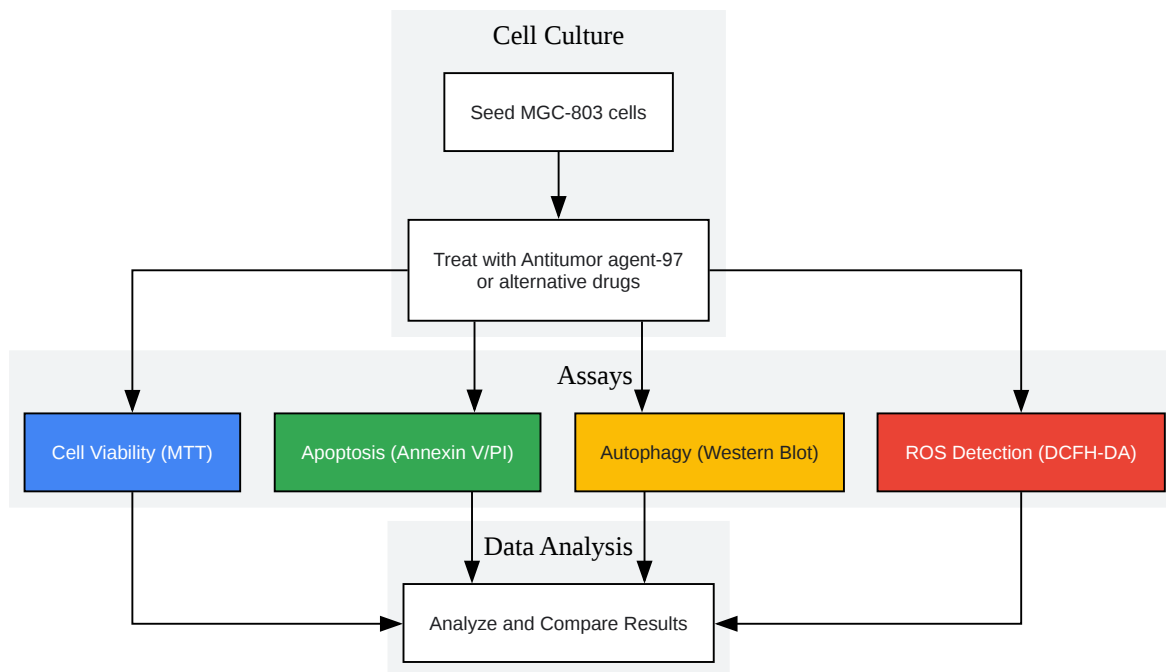 Cell Culture
Seed MGC-803 cells
Treat with Antitumor agent-97
or alternative drugs
Assays
Cell Viability (MTT)
Apoptosis (Annexin V/PI)
Autophagy (Western Blot)
ROS Detection (DCFH-DA)
Data Analysis
Analyze and Compare Results